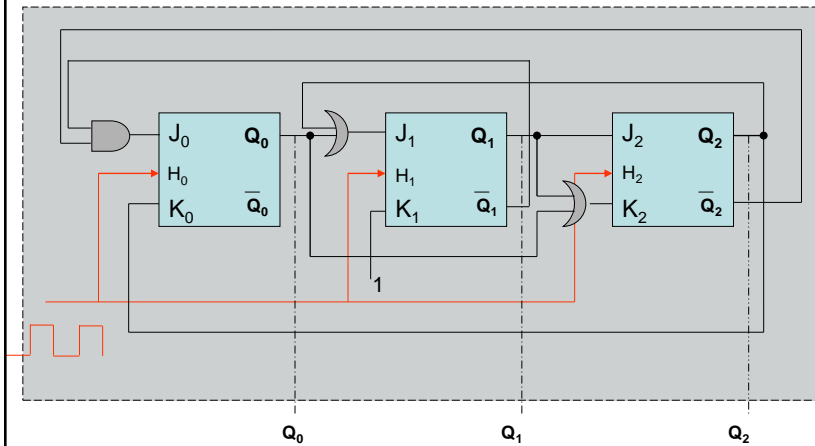 J₀ Q₀ J₁ Q₁ J₂ Q₂
H₀ H₁ H₂
K₀ Q̅₀ K₁ Q̅₁ K₂ Q̅₂
1
Q₀ Q₁ Q₂